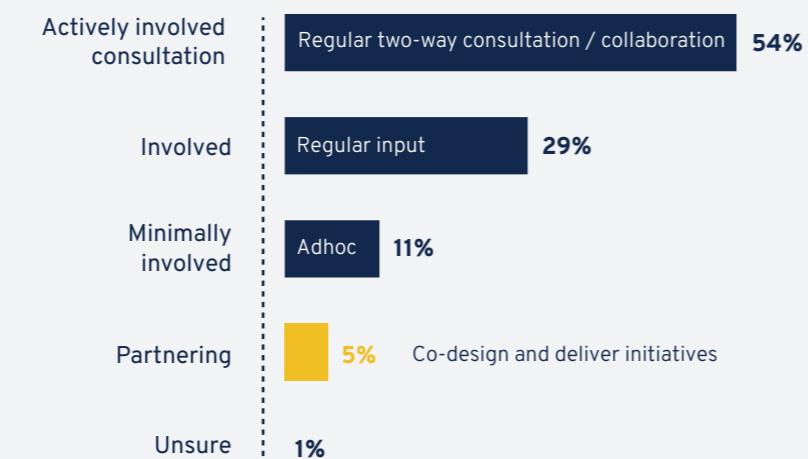 Actively involved
consultation
Regular two-way consultation / collaboration 54%
Involved
Regular input 29%
Minimally
involved
Adhoc 11%
Partnering
5% Co-design and deliver initiatives
Unsure
1%